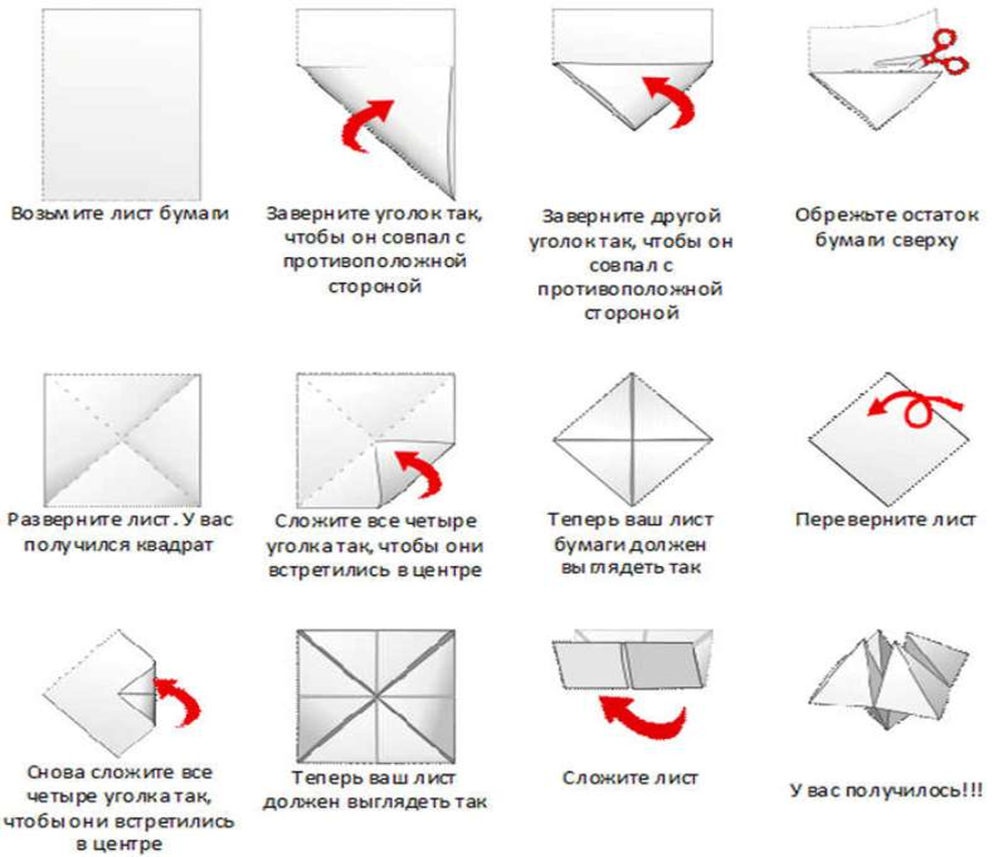 Возьмите лист бумаги
Заверните уголок так,
чтобы он совпал с
противоположной
стороной
Заверните другой
уголок так, чтобы он
совпал с
противоположной
стороной
Обрежьте остаток
бумаги сверху
Разверните лист. У вас
получился квадрат
Сложите все четыре
уголка так, чтобы они
встретились в центре
Теперь ваш лист
бумаги должен
выглядеть так
Переверните лист
Снова сложите все
четыре уголка так,
чтобы они встретились
в центре
Теперь ваш лист
должен выглядеть так
Сложите лист
У вас получилось!!!